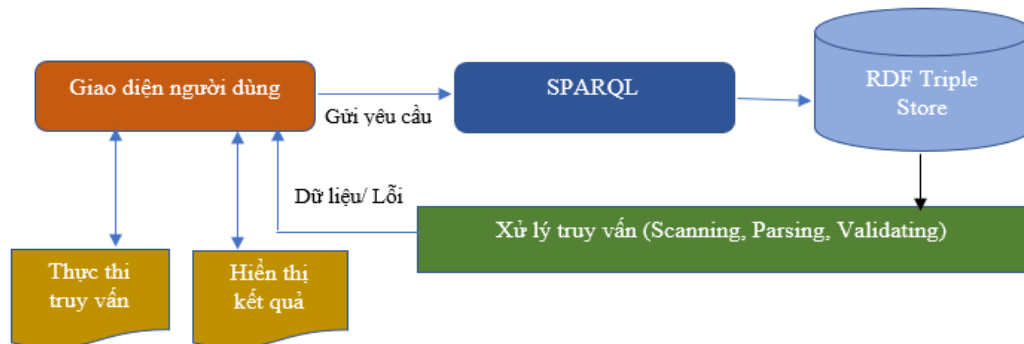 Giao diện người dùng
Gửi yêu cầu
SPARQL
RDF Triple
Store
Dữ liệu/ Lỗi
Xử lý truy vấn (Scanning, Parsing, Validating)
Thực thi
truy vấn
Hiển thị
kết quả